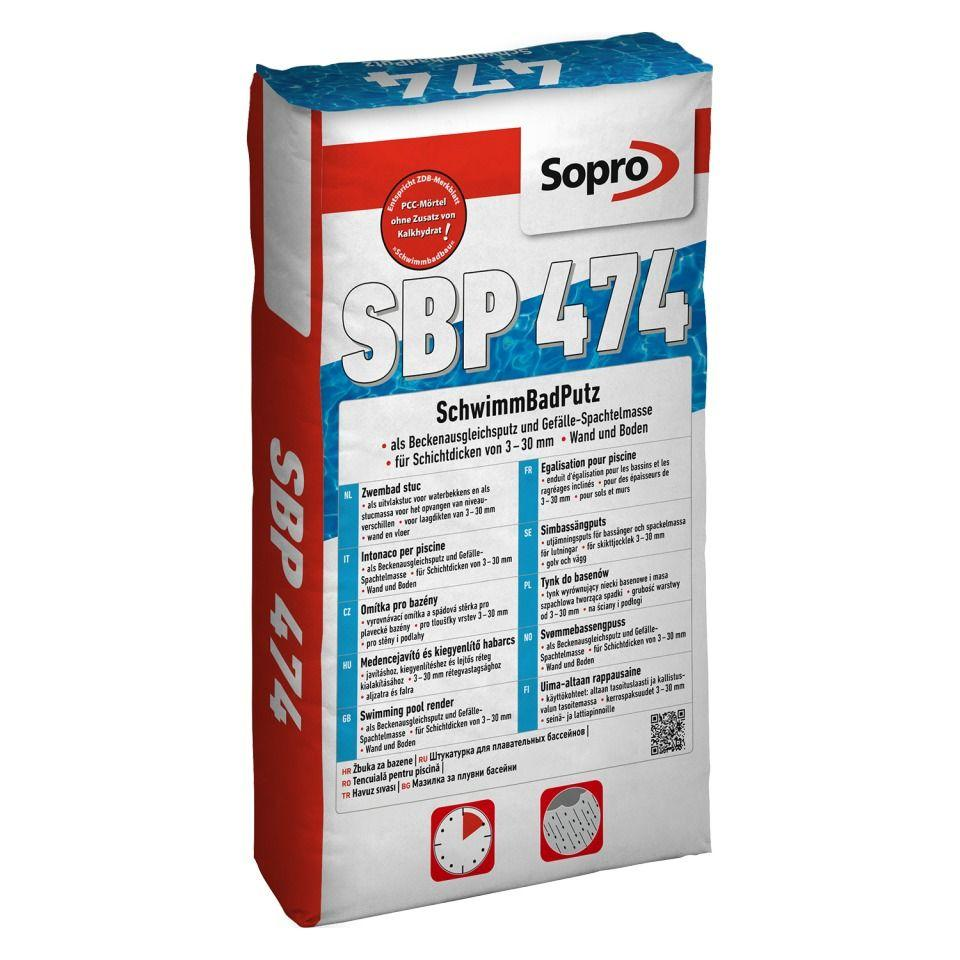 SchwimmBadPutz
474
Sopro
Entspricht ZDB-Merkblatt
PCC-Mörtel
ohne Zusatz von
Kalkhydrat !
»Schwimmbadbau«
SBP 474
SchwimmBadPutz
• als Beckenausgleichsputz und Gefälle-Spachtelmasse
• für Schichtdicken von 3–30 mm • Wand und Boden
NL Zwembad stuc
• als uitvlakstuc voor waterbekkens en als
stucmassa voor het opvangen van niveau-
verschillen • voor laagdikten van 3–30 mm
• wand en vloer
IT Intonaco per piscine
• als Beckenausgleichsputz und Gefälle-
Spachtelmasse • für Schichtdicken von 3–30 mm
• Wand und Boden
CZ Omítka pro bazény
• vyrovnávací omítka a spádová stěrka pro
plavecké bazény • pro tloušťky vrstev 3–30 mm
• pro stěny i podlahy
HU Medencejavító és kiegyenlítő habarcs
• javításhoz, kiegyenlítéshez és lejtős réteg
kialakításához • 3–30 mm rétegvastagsághoz
• aljzatra és falra
GB Swimming pool render
• als Beckenausgleichsputz und Gefälle-
Spachtelmasse • für Schichtdicken von 3–30 mm
• Wand und Boden
FR Egalisation pour piscine
• enduit d'égalisation pour les bassins et les
ragréages inclinés • pour des épaisseurs de
3–30 mm • pour sols et murs
SE Simbassängputs
• utjämningsputs för bassänger och spackelmassa
för lutningar • för skikttjocklek 3–30 mm
• golv och vägg
PL Tynk do basenów
• tynk wyrównujący niecki basenowe i masa
szpachlowa tworząca spadki • grubość warstwy
od 3–30 mm • na ściany i podłogi
NO Svømmebassengpuss
• als Beckenausgleichsputz und Gefälle-
Spachtelmasse • für Schichtdicken von 3–30 mm
• Wand und Boden
FI Uima-altaan rappausaine
• käyttökohteet: altaan tasoituslaasti ja kallistus-
valun tasoitemassa • kerrospaksuudet 3–30 mm
• seinä- ja lattiapinnoille
HR Žbuka za bazene | RU Штукатурка для плавательных бассейнов |
RO Tencuială pentru piscină |
TR Havuz sıvası | BG Мазилка за плувни басейни
SBP 474